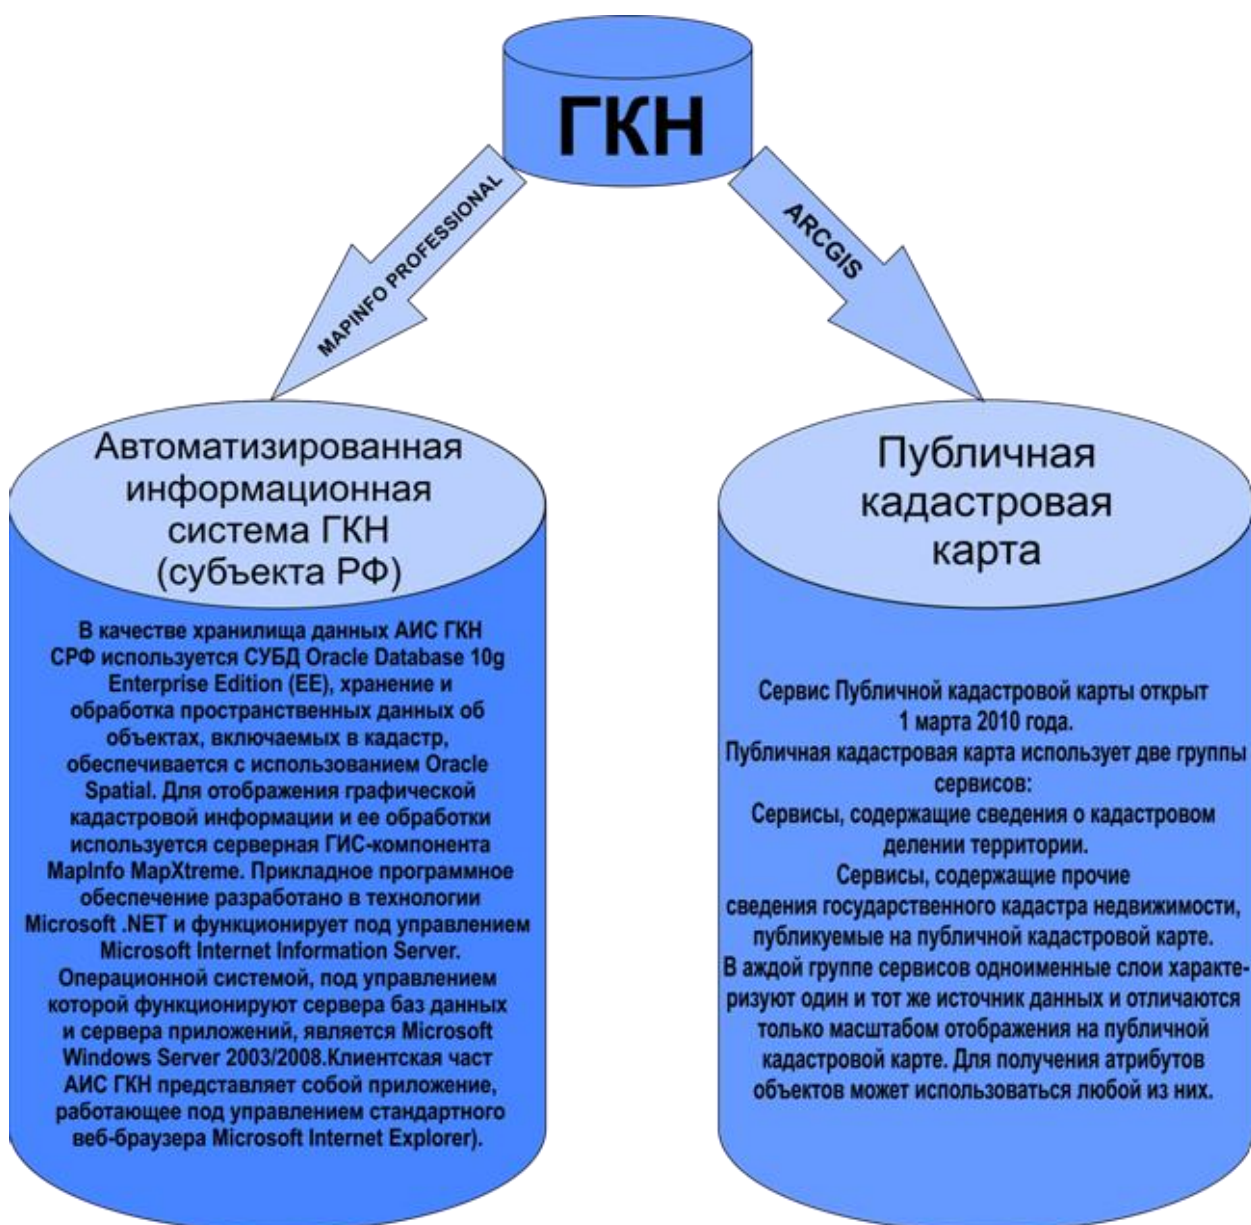 ГКН
MAPINFO PROFESSIONAL
ARCGIS
Автоматизированная
информационная
система ГКН
(субъекта РФ)
В качестве хранилища данных АИС ГКН
СРФ используется СУБД Oracle Database 10g
Enterprise Edition (EE), хранение и
обработка пространственных данных об
объектах, включаемых в кадастр,
обеспечивается с использованием Oracle
Spatial. Для отображения графической
кадастровой информации и ее обработки
используется серверная ГИС-компонента
MapInfo MapXtreme. Прикладное программное
обеспечение разработано в технологии
Microsoft .NET и функционирует под управлением
Microsoft Internet Information Server.
Операционной системой, под управлением
которой функционируют сервера баз данных
и сервера приложений, является Microsoft
Windows Server 2003/2008.Клиентская част
АИС ГКН представляет собой приложение,
работающее под управлением стандартного
веб-браузера Microsoft Internet Explorer).
Публичная
кадастровая
карта
Сервис Публичной кадастровой карты открыт
1 марта 2010 года.
Публичная кадастровая карта использует две группы
сервисов:
Сервисы, содержащие сведения о кадастровом
делении территории.
Сервисы, содержащие прочие
сведения государственного кадастра недвижимости,
публикуемые на публичной кадастровой карте.
В аждой группе сервисов одноименные слои характе-
ризуют один и тот же источник данных и отличаются
только масштабом отображения на публичной
кадастровой карте. Для получения атрибутов
объектов может использоваться любой из них.